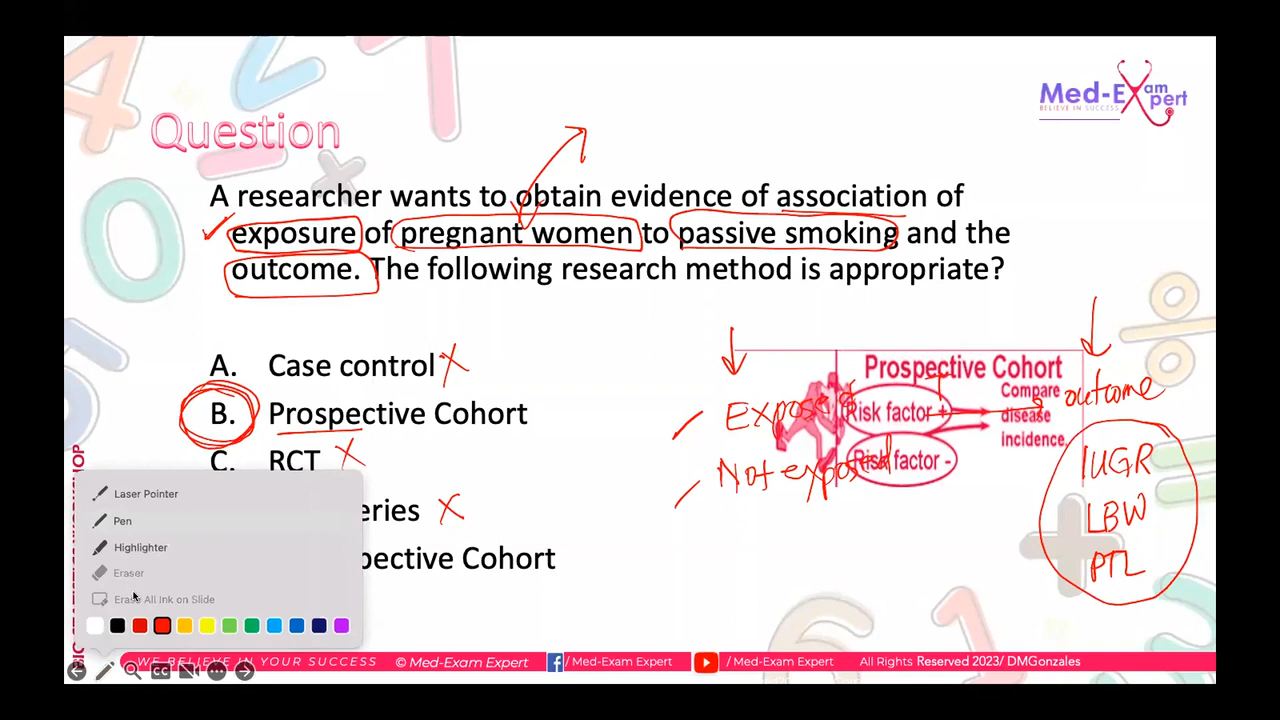 Med-Exam
pert
BELIEVE IN SUCCESS
Question
A researcher wants to obtain evidence of association of
exposure of pregnant women to passive smoking and the
outcome. The following research method is appropriate?
A. Case control X
B. Prospective Cohort
C. RCT X
eries X
pective Cohort
Prospective Cohort
Risk factor +
Risk factor -
Compare
disease
incidence.
Exposed
Not exposed
outcome
IUGR
LBW
PTL
Laser Pointer
Pen
Highlighter
Eraser
Erase All Ink on Slide
WE BELIEVE IN YOUR SUCCESS © Med-Exam Expert f / Med-Exam Expert / Med-Exam Expert All Rights Reserved 2023/ DMGonzales
CC